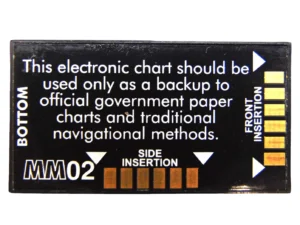 This electronic chart should be
used only as a backup to
official government paper
charts and traditional
navigational methods.
BOTTOM
FRONT
INSERTION
MM02
SIDE
INSERTION